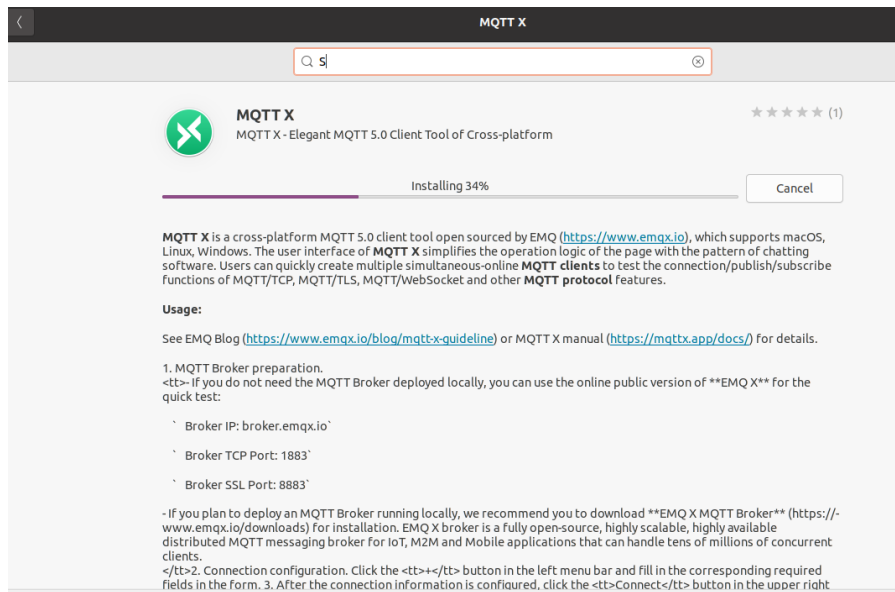 MQTT X
S
MQTT X
(1)
MQTT X - Elegant MQTT 5.0 Client Tool of Cross-platform
Installing 34%
Cancel
MQTT X is a cross-platform MQTT 5.0 client tool open sourced by EMQ (https://www.emqx.io), which supports macOS,
Linux, Windows. The user interface of MQTT X simplifies the operation logic of the page with the pattern of chatting
software. Users can quickly create multiple simultaneous-online MQTT clients to test the connection/publish/subscribe
functions of MQTT/TCP, MQTT/TLS, MQTT/WebSocket and other MQTT protocol features.
Usage:
See EMQ Blog (https://www.emqx.io/blog/mqtt-x-guideline) or MQTT X manual (https://mqttx.app/docs/) for details.
1. MQTT Broker preparation.
<tt>- If you do not need the MQTT Broker deployed locally, you can use the online public version of **EMQ X** for the
quick test:
` Broker IP: broker.emqx.io`
` Broker TCP Port: 1883`
` Broker SSL Port: 8883`
- If you plan to deploy an MQTT Broker running locally, we recommend you to download **EMQ X MQTT Broker** (https://-
www.emqx.io/downloads) for installation. EMQ X broker is a fully open-source, highly scalable, highly available
distributed MQTT messaging broker for IoT, M2M and Mobile applications that can handle tens of millions of concurrent
clients.
</tt>2. Connection configuration. Click the <tt>+</tt> button in the left menu bar and fill in the corresponding required
fields in the form. 3. After the connection information is configured, click the <tt>Connect</tt> button in the upper right